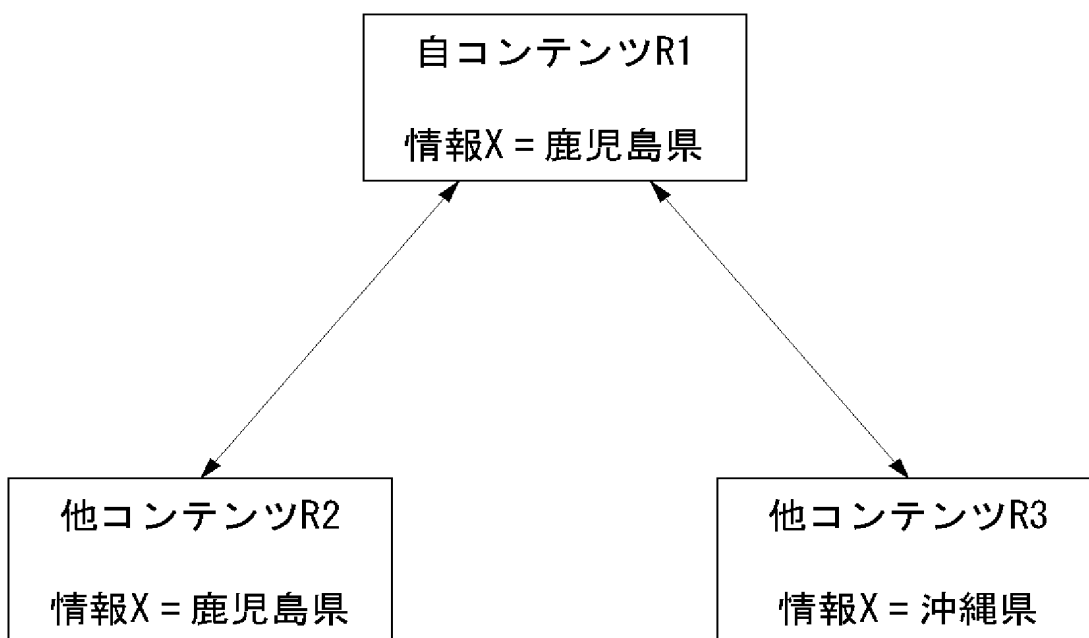 自コンテンツR1
情報X = 鹿児島県
他コンテンツR2
情報X = 鹿児島県
他コンテンツR3
情報X = 沖縄県